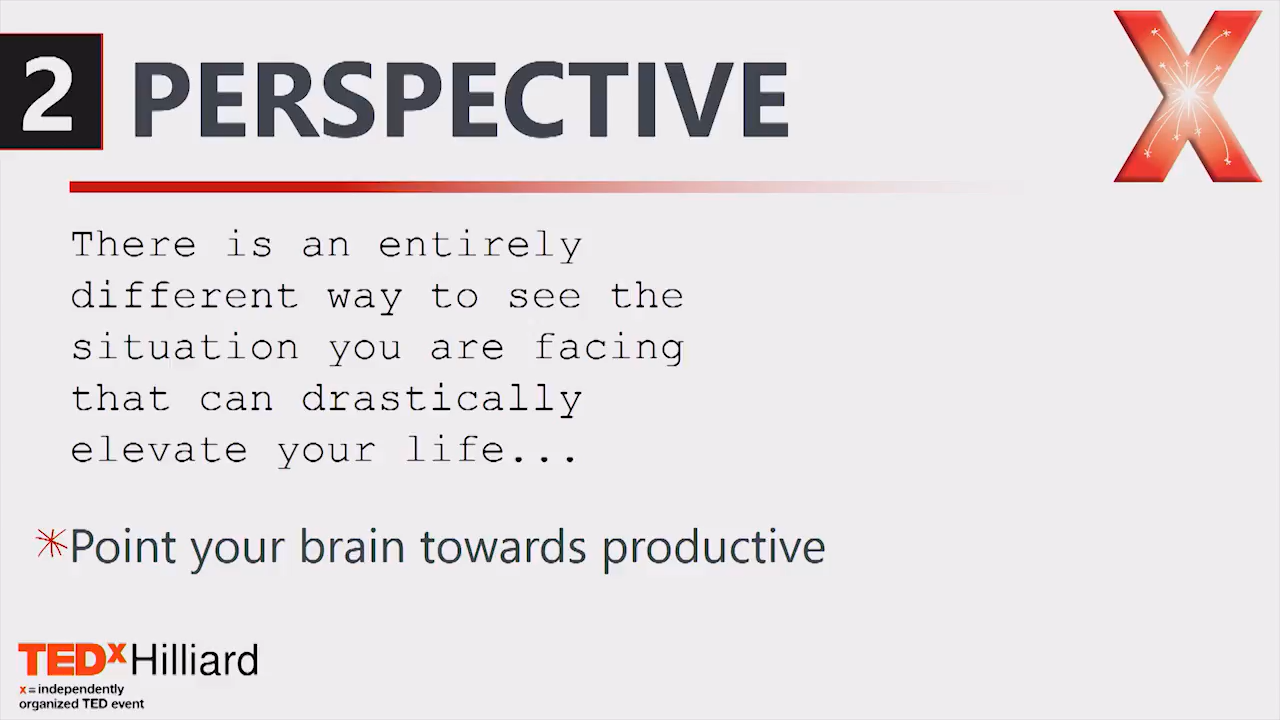 2 PERSPECTIVE
X
There is an entirely
different way to see the
situation you are facing
that can drastically
elevate your life...
Point your brain towards productive
TEDxHilliard
x = independently
organized TED event